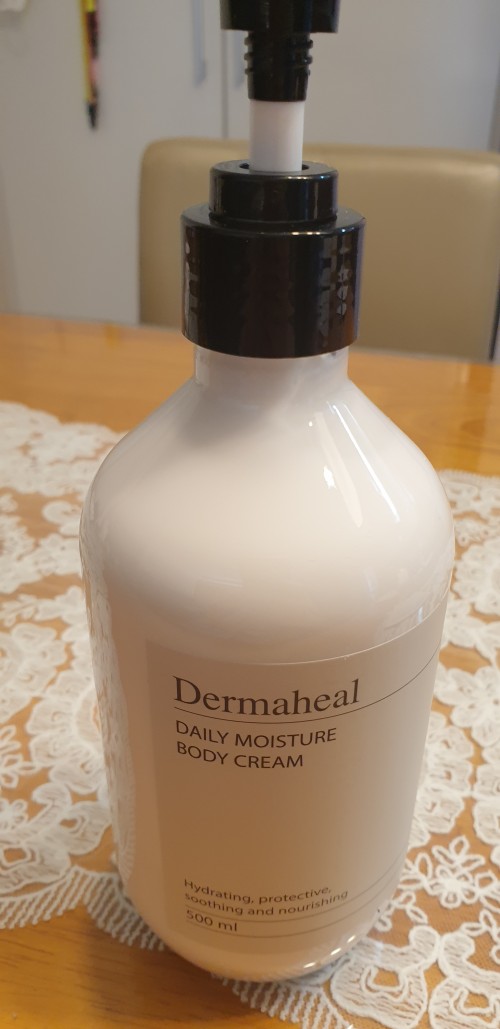 Dermaheal
DAILY MOISTURE
BODY CREAM
Hydrating, protective,
soothing and nourishing
500 ml